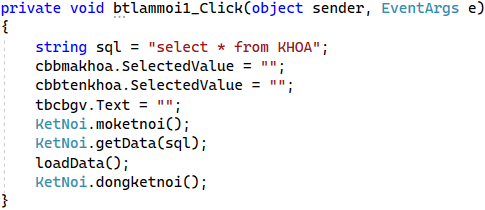 private void btlammoi1_Click(object sender, EventArgs e)
{
    string sql = "select * from KHOA";
    cbbmakhoa.SelectedValue = "";
    cbbtenkhoa.SelectedValue = "";
    tbcbgv.Text = "";
    KetNoi.moketnoi();
    KetNoi.getData(sql);
    loadData();
    KetNoi.dongketnoi();
}